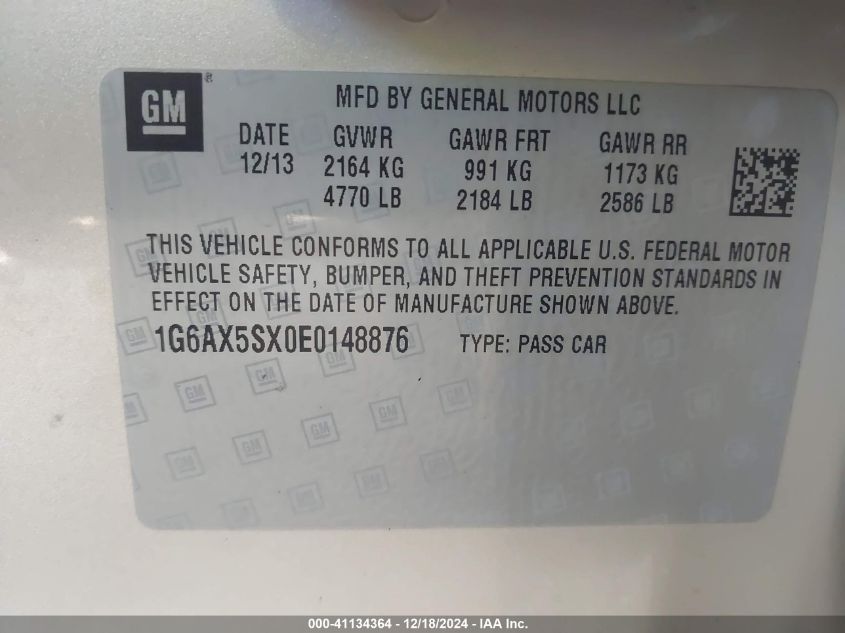 GM ®
MFD BY GENERAL MOTORS LLC
DATE GVWR GAWR FRT GAWR RR
12/13 2164 KG 991 KG 1173 KG
4770 LB 2184 LB 2586 LB
THIS VEHICLE CONFORMS TO ALL APPLICABLE U.S. FEDERAL MOTOR
VEHICLE SAFETY, BUMPER, AND THEFT PREVENTION STANDARDS IN
EFFECT ON THE DATE OF MANUFACTURE SHOWN ABOVE.
1G6AX5SX0E0148876 TYPE: PASS CAR
000-41134364 - 12/18/2024 - IAA Inc.